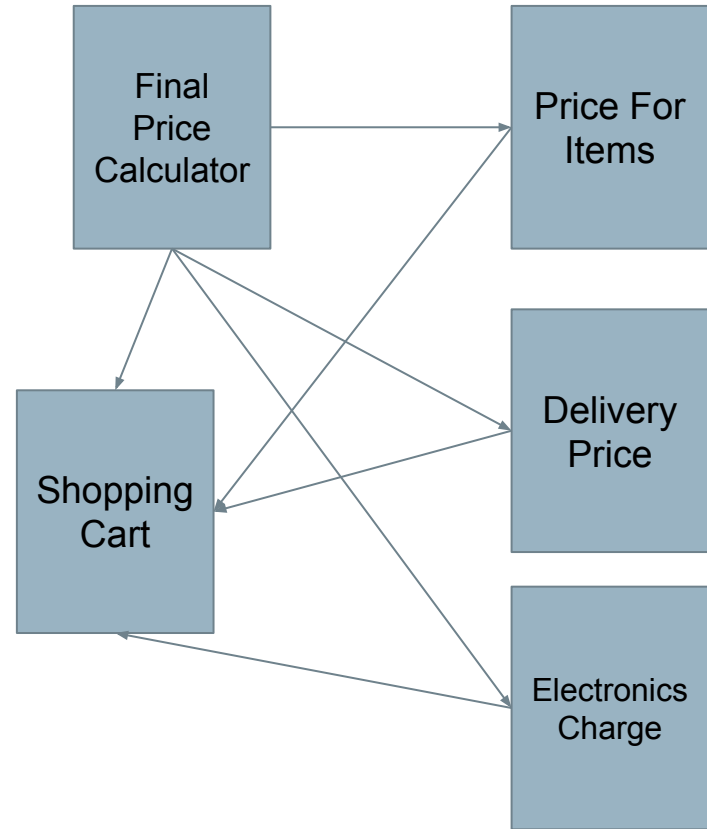 Final
Price
Calculator
Price For
Items
Shopping
Cart
Delivery
Price
Electronics
Charge